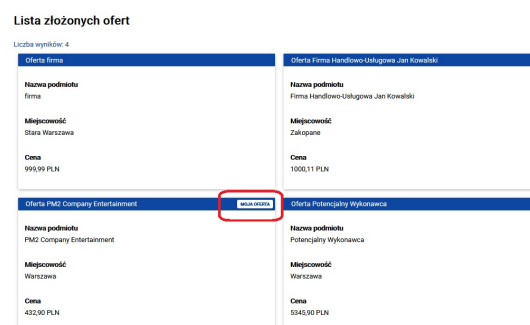 Lista złożonych ofert
Liczba wyników: 4
Oferta firma
Nazwa podmiotu
firma
Miejscowość
Stara Warszawa
Cena
999,99 PLN
Oferta Firma Handlowo-Usługowa Jan Kowalski
Nazwa podmiotu
Firma Handlowo-Usługowa Jan Kowalski
Miejscowość
Zakopane
Cena
1000,11 PLN
Oferta PM2 Company Entertainment
MOJA OFERTA
Nazwa podmiotu
PM2 Company Entertainment
Miejscowość
Warszawa
Cena
432,90 PLN
Oferta Potencjalny Wykonawca
Nazwa podmiotu
Potencjalny Wykonawca
Miejscowość
Warszawa
Cena
5345,90 PLN